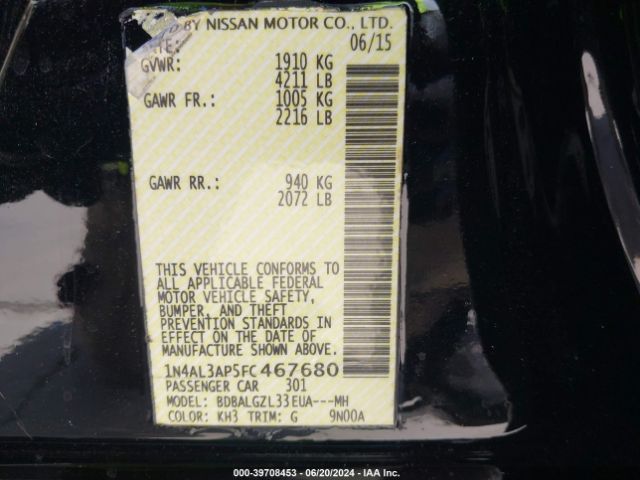 BY NISSAN MOTOR CO., LTD.
DATE: 06/15
GVWR: 1910 KG
4211 LB
GAWR FR.: 1005 KG
2216 LB
GAWR RR.: 940 KG
2072 LB
THIS VEHICLE CONFORMS TO
ALL APPLICABLE FEDERAL
MOTOR VEHICLE SAFETY,
BUMPER, AND THEFT
PREVENTION STANDARDS IN
EFFECT ON THE DATE OF
MANUFACTURE SHOWN ABOVE.
1N4AL3AP5FC467680
PASSENGER CAR 301
MODEL: BDBALGZL33EUA---MH
COLOR: KH3 TRIM: G 9N00A
000-39708453 - 06/20/2024 - IAA Inc.